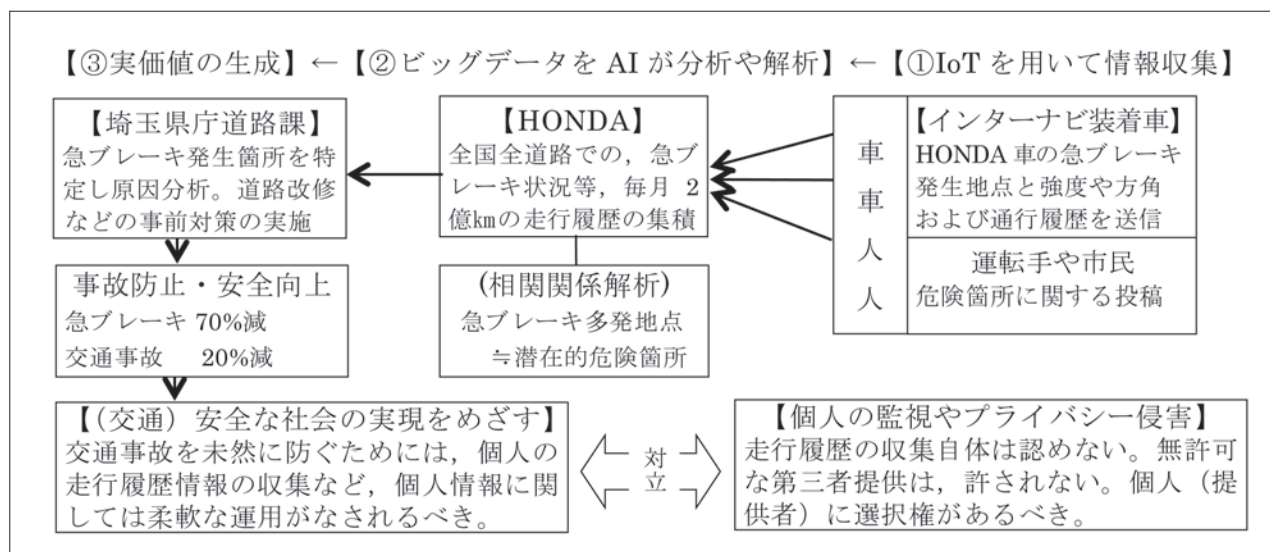 【③実価値の生成】←【②ビッグデータを AI が分析や解析】←【①IoT を用いて情報収集】
【埼玉県庁道路課】
急ブレーキ発生箇所を特
定し原因分析。道路改修
などの事前対策の実施
【HONDA】
全国全道路での，急ブ
レーキ状況等，毎月 2
億㎞の走行履歴の集積
車
車
人
人
【インターナビ装着車】
HONDA 車の急ブレーキ
発生地点と強度や方角
および通行履歴を送信
運転手や市民
危険箇所に関する投稿
事故防止・安全向上
急ブレーキ 70%減
交通事故 20%減
(相関関係解析)
急ブレーキ多発地点
≒潜在的危険箇所
【(交通) 安全な社会の実現をめざす】
交通事故を未然に防ぐためには，個人の
走行履歴情報の収集など，個人情報に関
しては柔軟な運用がなされるべき。
対
立
【個人の監視やプライバシー侵害】
走行履歴の収集自体は認めない。無許可
な第三者提供は，許されない。個人（提
供者）に選択権があるべき。